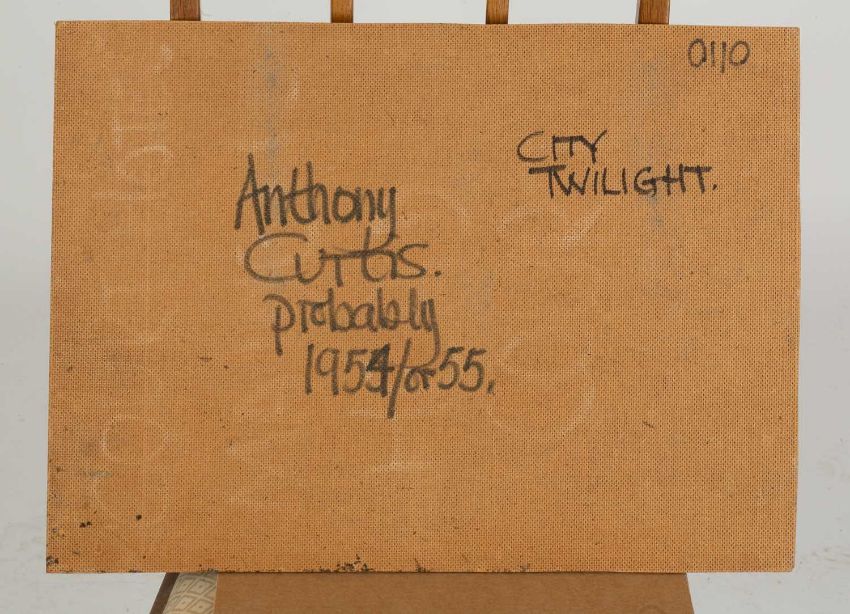 0110
CITY
TWILIGHT.
Anthony
Curtis.
probably
1954/or 55.